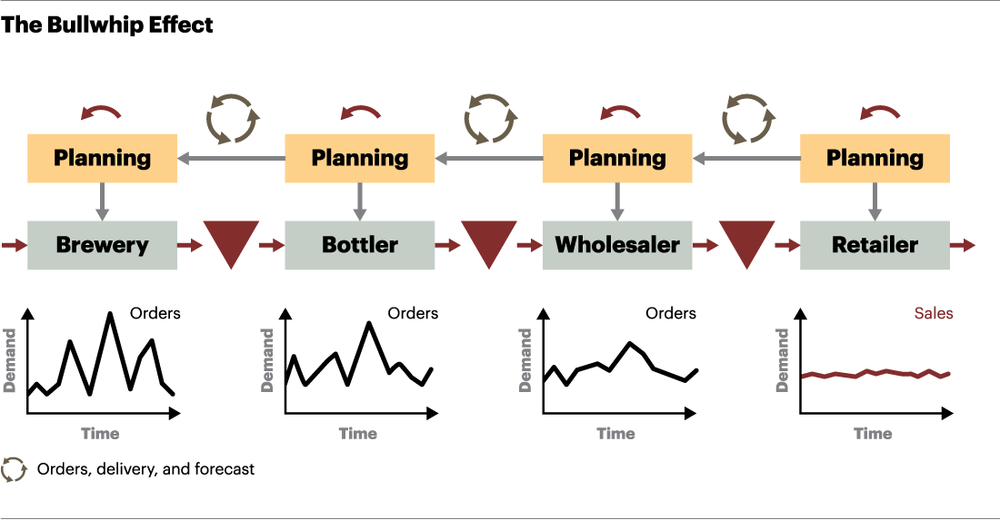 The Bullwhip Effect
Planning
Planning
Planning
Planning
Brewery
Bottler
Wholesaler
Retailer
Orders
Demand
Time
Orders
Demand
Time
Orders
Demand
Time
Sales
Demand
Time
Orders, delivery, and forecast